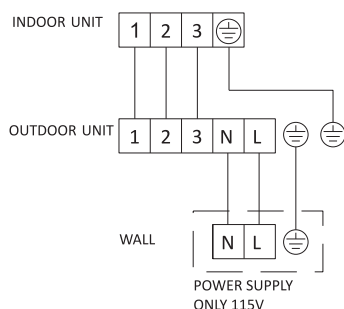 INDOOR UNIT 1 2 3
OUTDOOR UNIT 1 2 3 N L
WALL N L
POWER SUPPLY
ONLY 115V